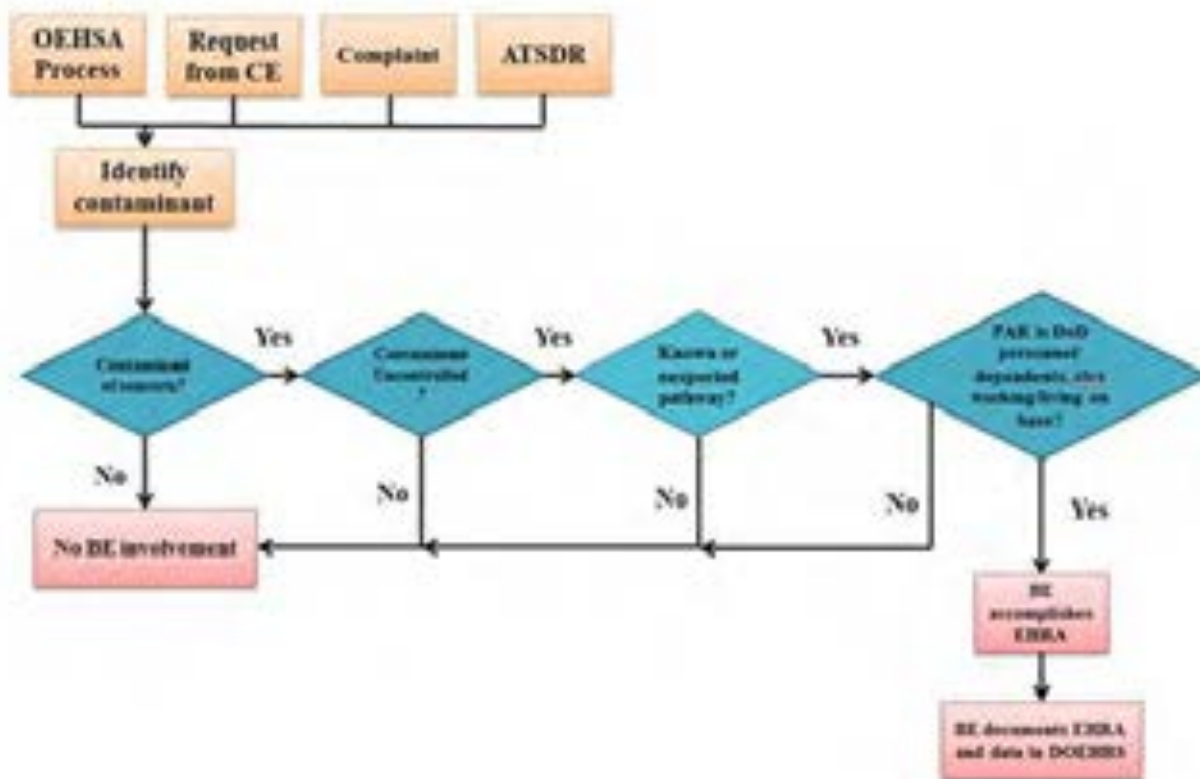 OEHSA
Process
Request
from CE
Complaint
ATSDR
Identify
contaminant
Contaminant
of concern?
Yes
Contaminant
Uncontrolled
?
Yes
Known or
suspected
pathway?
Yes
PAR is DoD
personnel/
dependents,
working/living on
base?
No
No
No
No
Yes
No BE involvement
BE
accomplishes
EHRA
BE documents EHRA
and data in DOEHRS